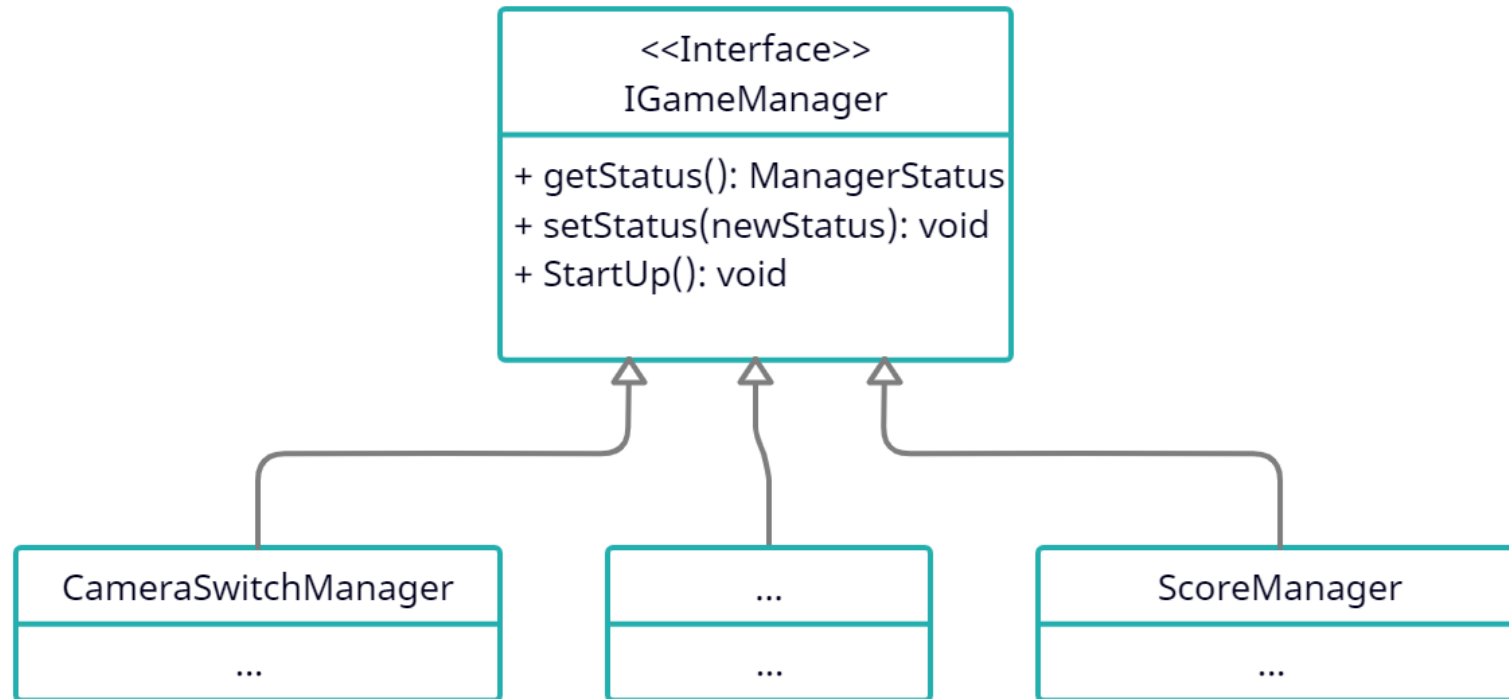 <<Interface>>
IGameManager
+ getStatus(): ManagerStatus
+ setStatus(newStatus): void
+ StartUp(): void
CameraSwitchManager
...
...
...
ScoreManager
...